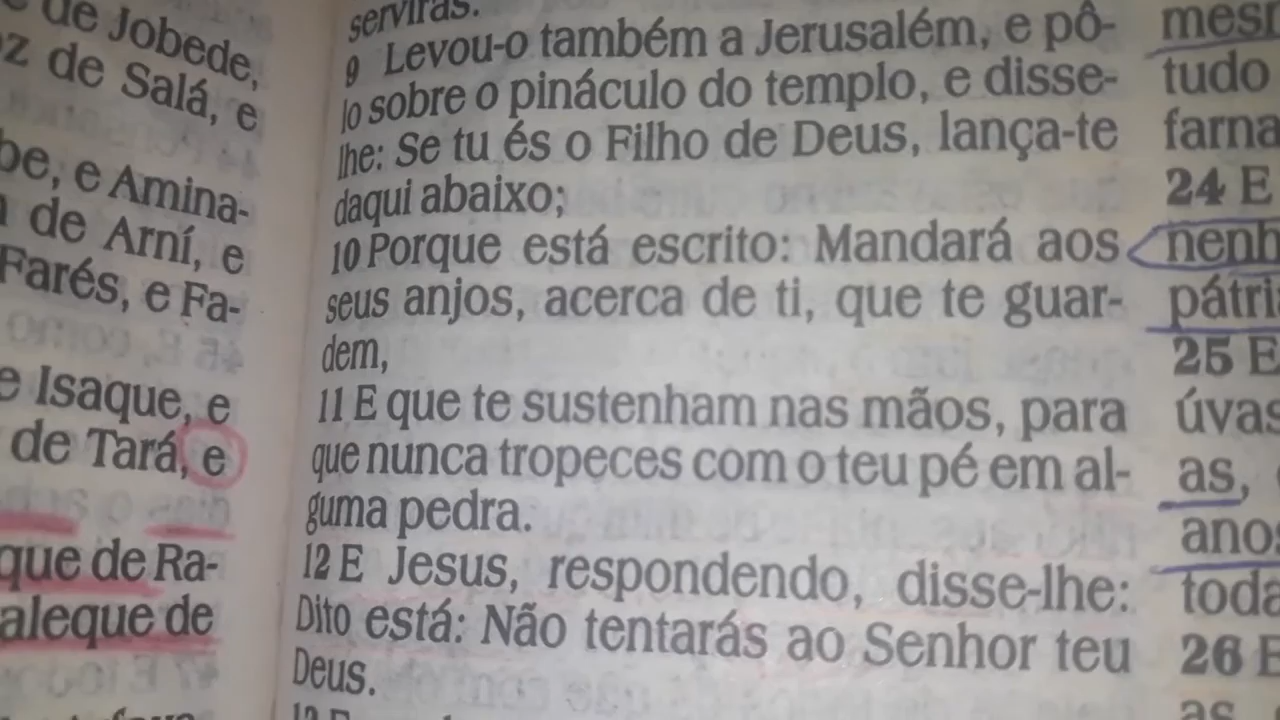 de Jobede,
z de Salá, e
be, e Amina-
de Arní, e
Farés, e Fa-
e Isaque, e
de Tará, e
que de Ra-
aleque de
servirás.
9 Levou-o também a Jerusalém, e pô-
lo sobre o pináculo do templo, e disse-
lhe: Se tu és o Filho de Deus, lança-te
daqui abaixo;
10 Porque está escrito: Mandará aos
seus anjos, acerca de ti, que te guar-
dem,
11 E que te sustenham nas mãos, para
que nunca tropeces com o teu pé em al-
guma pedra.
12 E Jesus, respondendo, disse-lhe:
Dito está: Não tentarás ao Senhor teu
Deus.
mesm
tudo
farna
24 E
nenh
pátri
25 E
úvas
as,
anos
toda
26 E
as